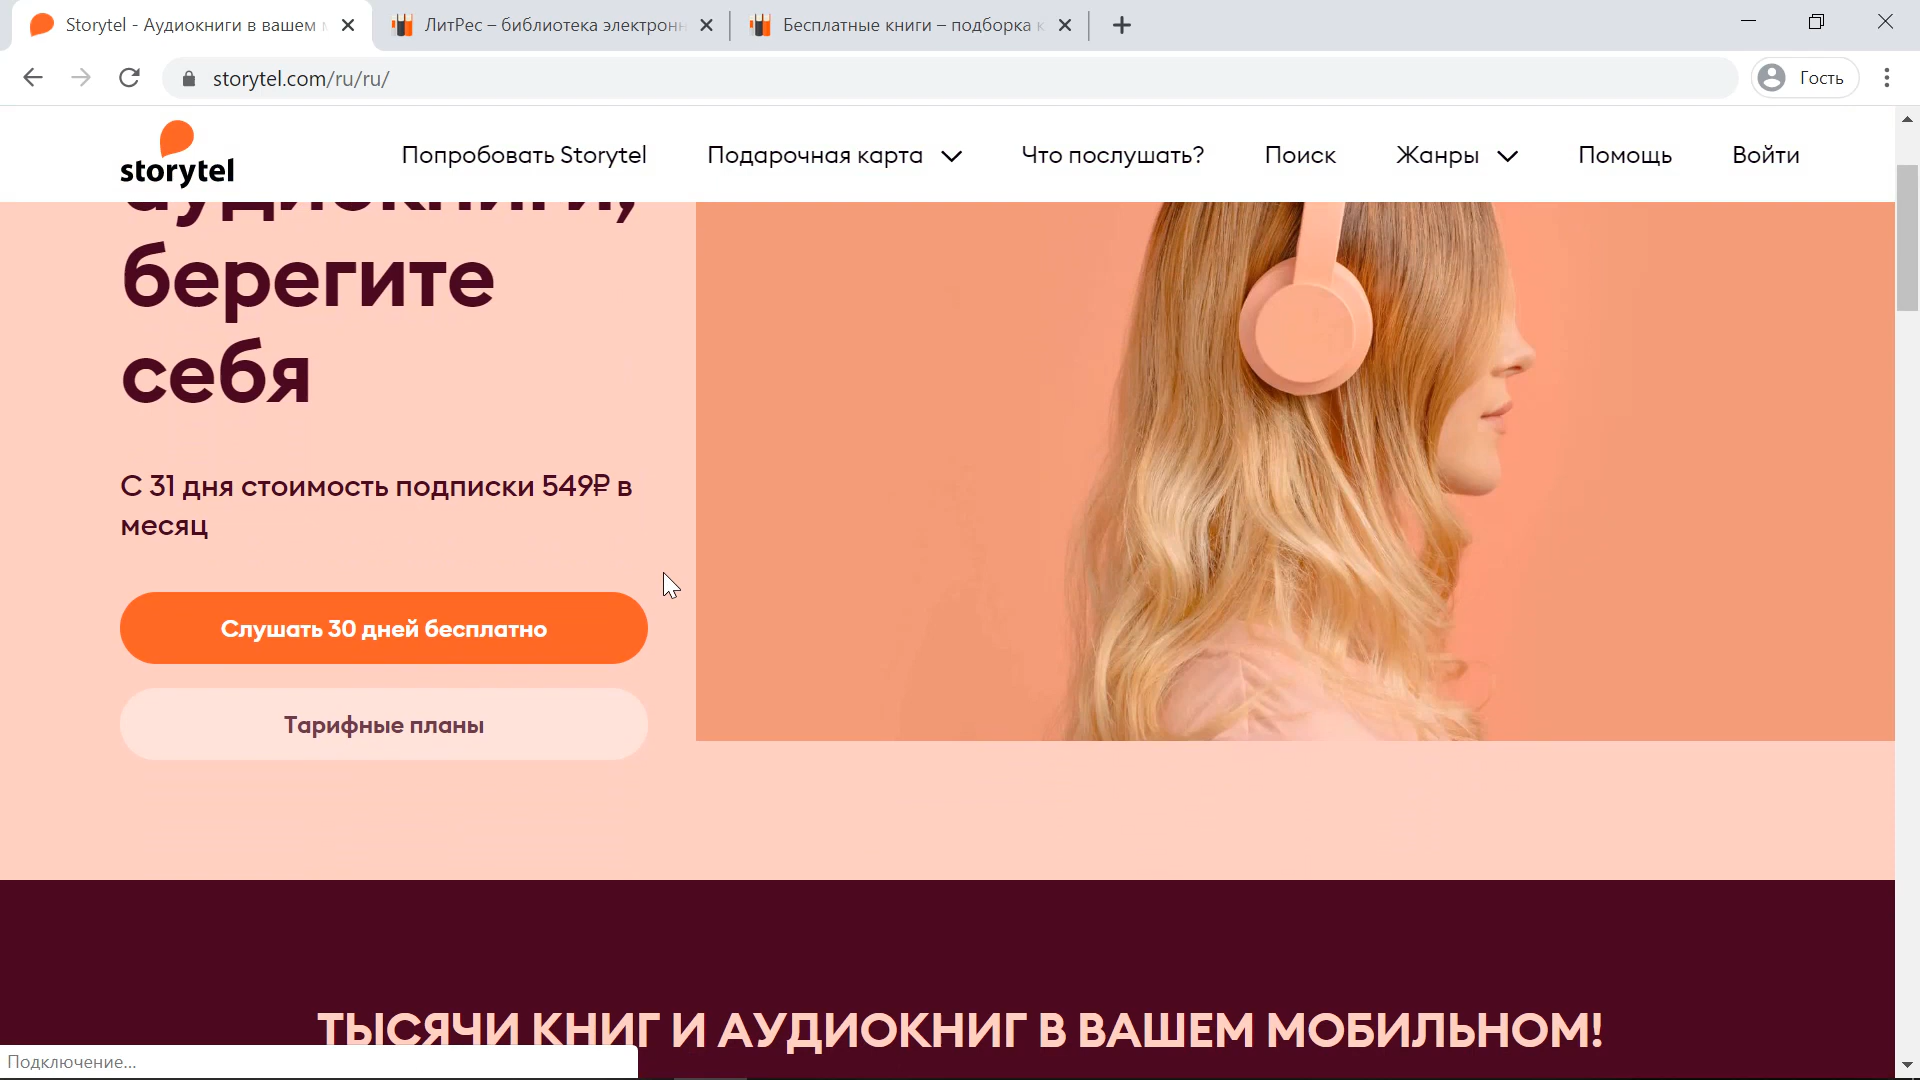 Storytel - Аудиокниги в вашем
ЛитРес – библиотека электрон
Бесплатные книги – подборка к
storytel.com/ru/ru/
Гость
storytel
Попробовать Storytel
Подарочная карта
Что послушать?
Поиск
Жанры
Помощь
Войти
аудиокниги,
берегите
себя
С 31 дня стоимость подписки 549₽ в
месяц
Слушать 30 дней бесплатно
Тарифные планы
ТЫСЯЧИ КНИГ И АУДИОКНИГ В ВАШЕМ МОБИЛЬНОМ!
Подключение...